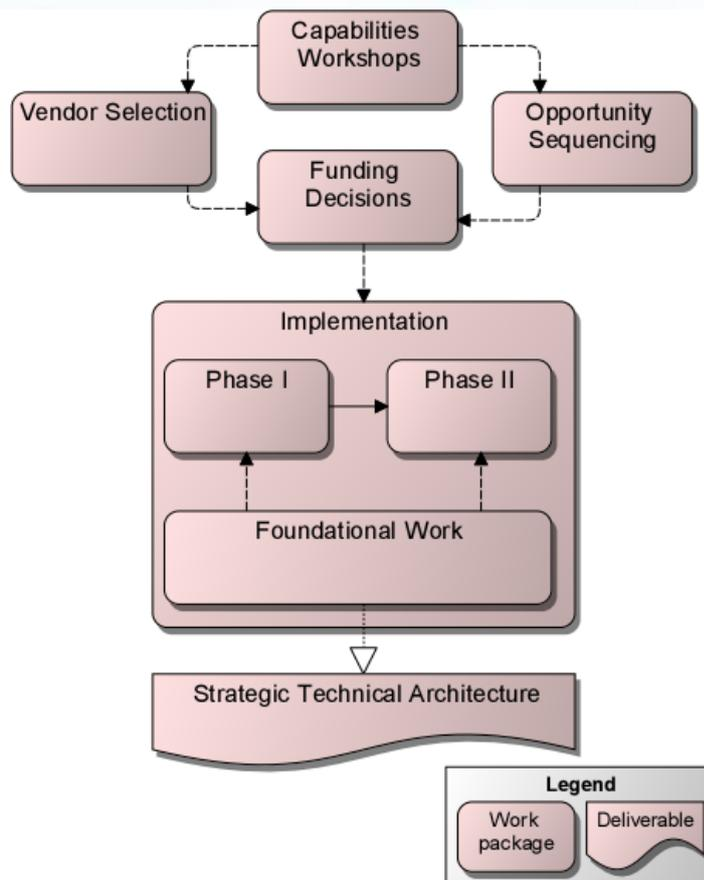 Capabilities
Workshops
Vendor Selection
Opportunity
Sequencing
Funding
Decisions
Implementation
Phase I
Phase II
Foundational Work
Strategic Technical Architecture
Legend
Work
package
Deliverable